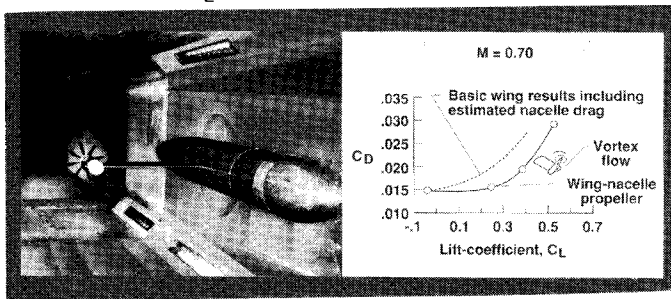 L
M = 0.70
Basic wing results including
estimated nacelle drag
.035
.030
.025
.020
.015
.010
CD
Vortex
flow
Wing-nacelle
propeller
-.1 0.1 0.3 0.5 0.7
Lift-coefficient, CL